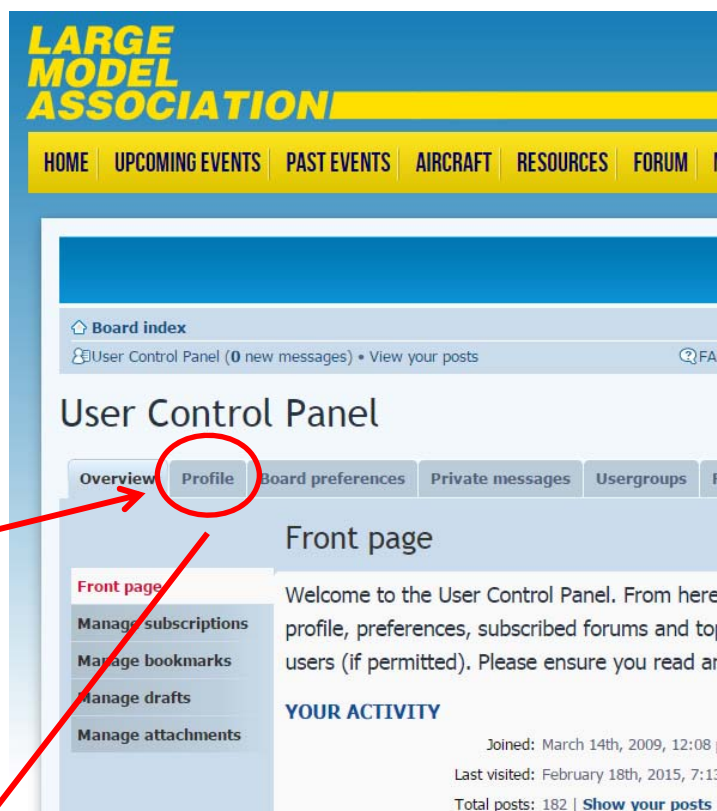 LARGE
MODEL
ASSOCIATION
HOME UPCOMING EVENTS PAST EVENTS AIRCRAFT RESOURCES FORUM
Board index
User Control Panel (0 new messages) • View your posts FA
User Control Panel
Overview Profile Board preferences Private messages Usergroups
Front page
Front page
Manage subscriptions
Manage bookmarks
Manage drafts
Manage attachments
Welcome to the User Control Panel. From here
profile, preferences, subscribed forums and to
users (if permitted). Please ensure you read a
YOUR ACTIVITY
Joined: March 14th, 2009, 12:08
Last visited: February 18th, 2015, 7:13
Total posts: 182 | Show your posts